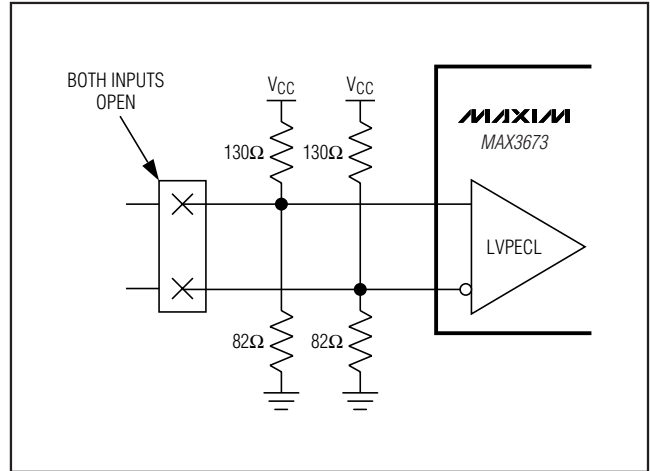 BOTH INPUTS
OPEN
VCC
VCC
130Ω
130Ω
MAXIM
MAX3673
LVPECL
82Ω
82Ω